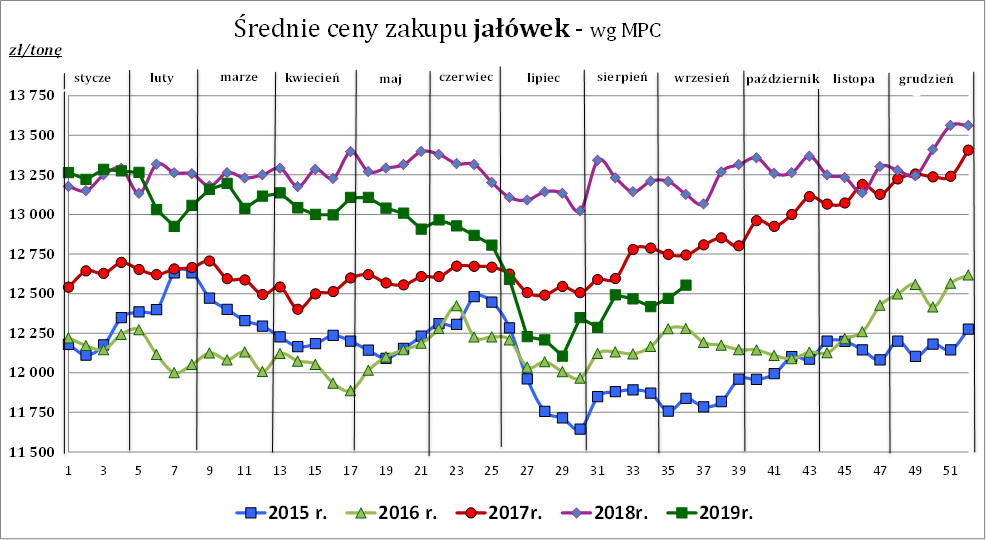 Średnie ceny zakupu jałówek - wg MPC
zł/tonę
stycze luty marze kwiecień maj czerwiec lipiec sierpień wrzesień październik listopa grudzień
13 750
13 500
13 250
13 000
12 750
12 500
12 250
12 000
11 750
11 500
1 3 5 7 9 11 13 15 17 19 21 23 25 27 29 31 33 35 37 39 41 43 45 47 49 51
2015 r. 2016 r. 2017r. 2018r. 2019r.